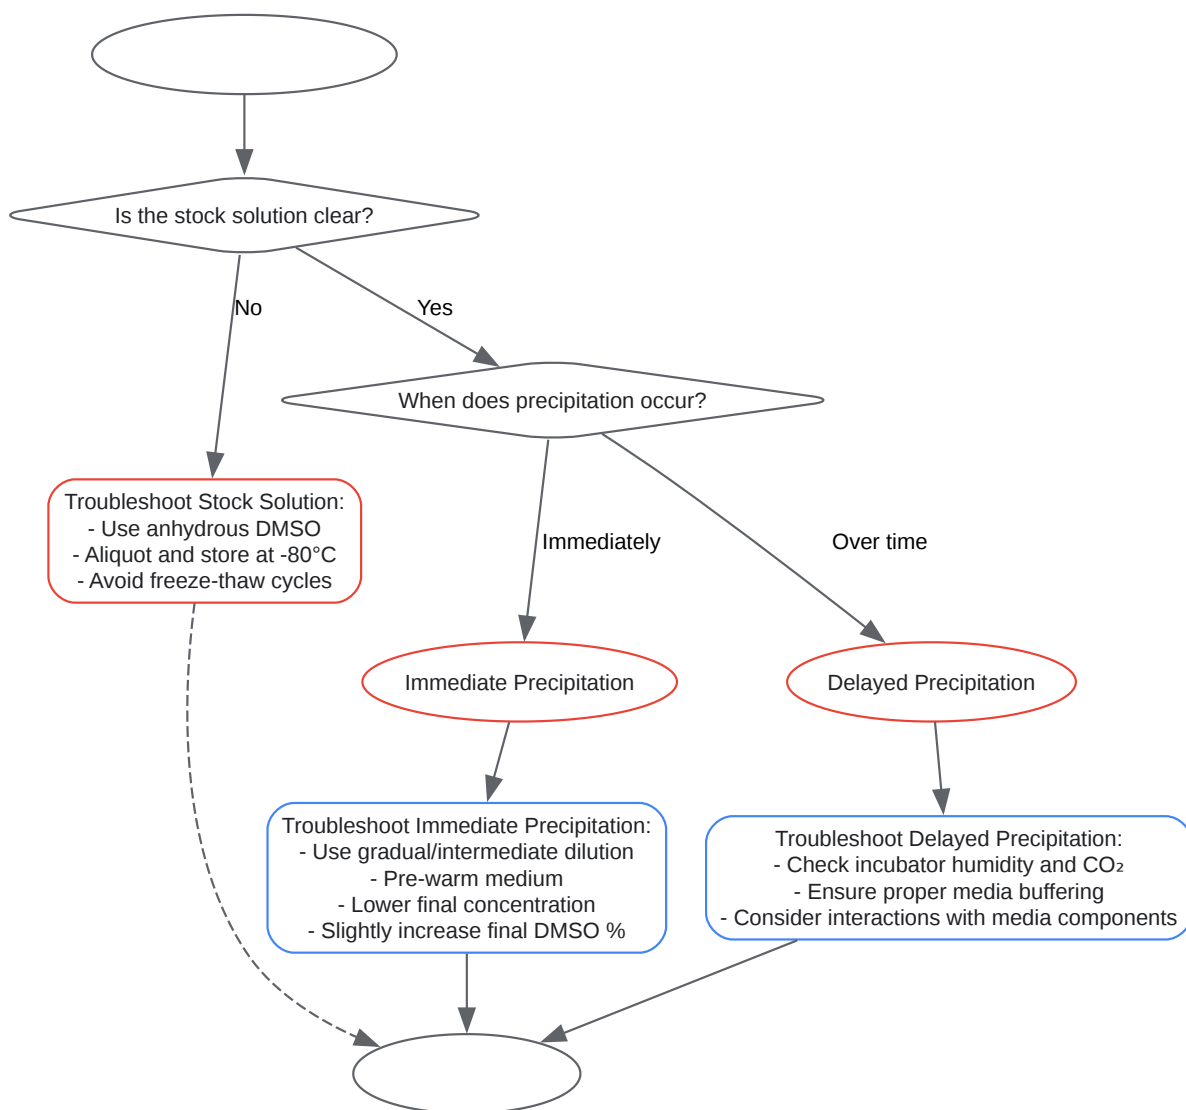 Is the stock solution clear?
No
Yes
When does precipitation occur?
Troubleshoot Stock Solution:
- Use anhydrous DMSO
- Aliquot and store at -80°C
- Avoid freeze-thaw cycles
Immediately
Over time
Immediate Precipitation
Delayed Precipitation
Troubleshoot Immediate Precipitation:
- Use gradual/intermediate dilution
- Pre-warm medium
- Lower final concentration
- Slightly increase final DMSO %
Troubleshoot Delayed Precipitation:
- Check incubator humidity and CO₂
- Ensure proper media buffering
- Consider interactions with media components